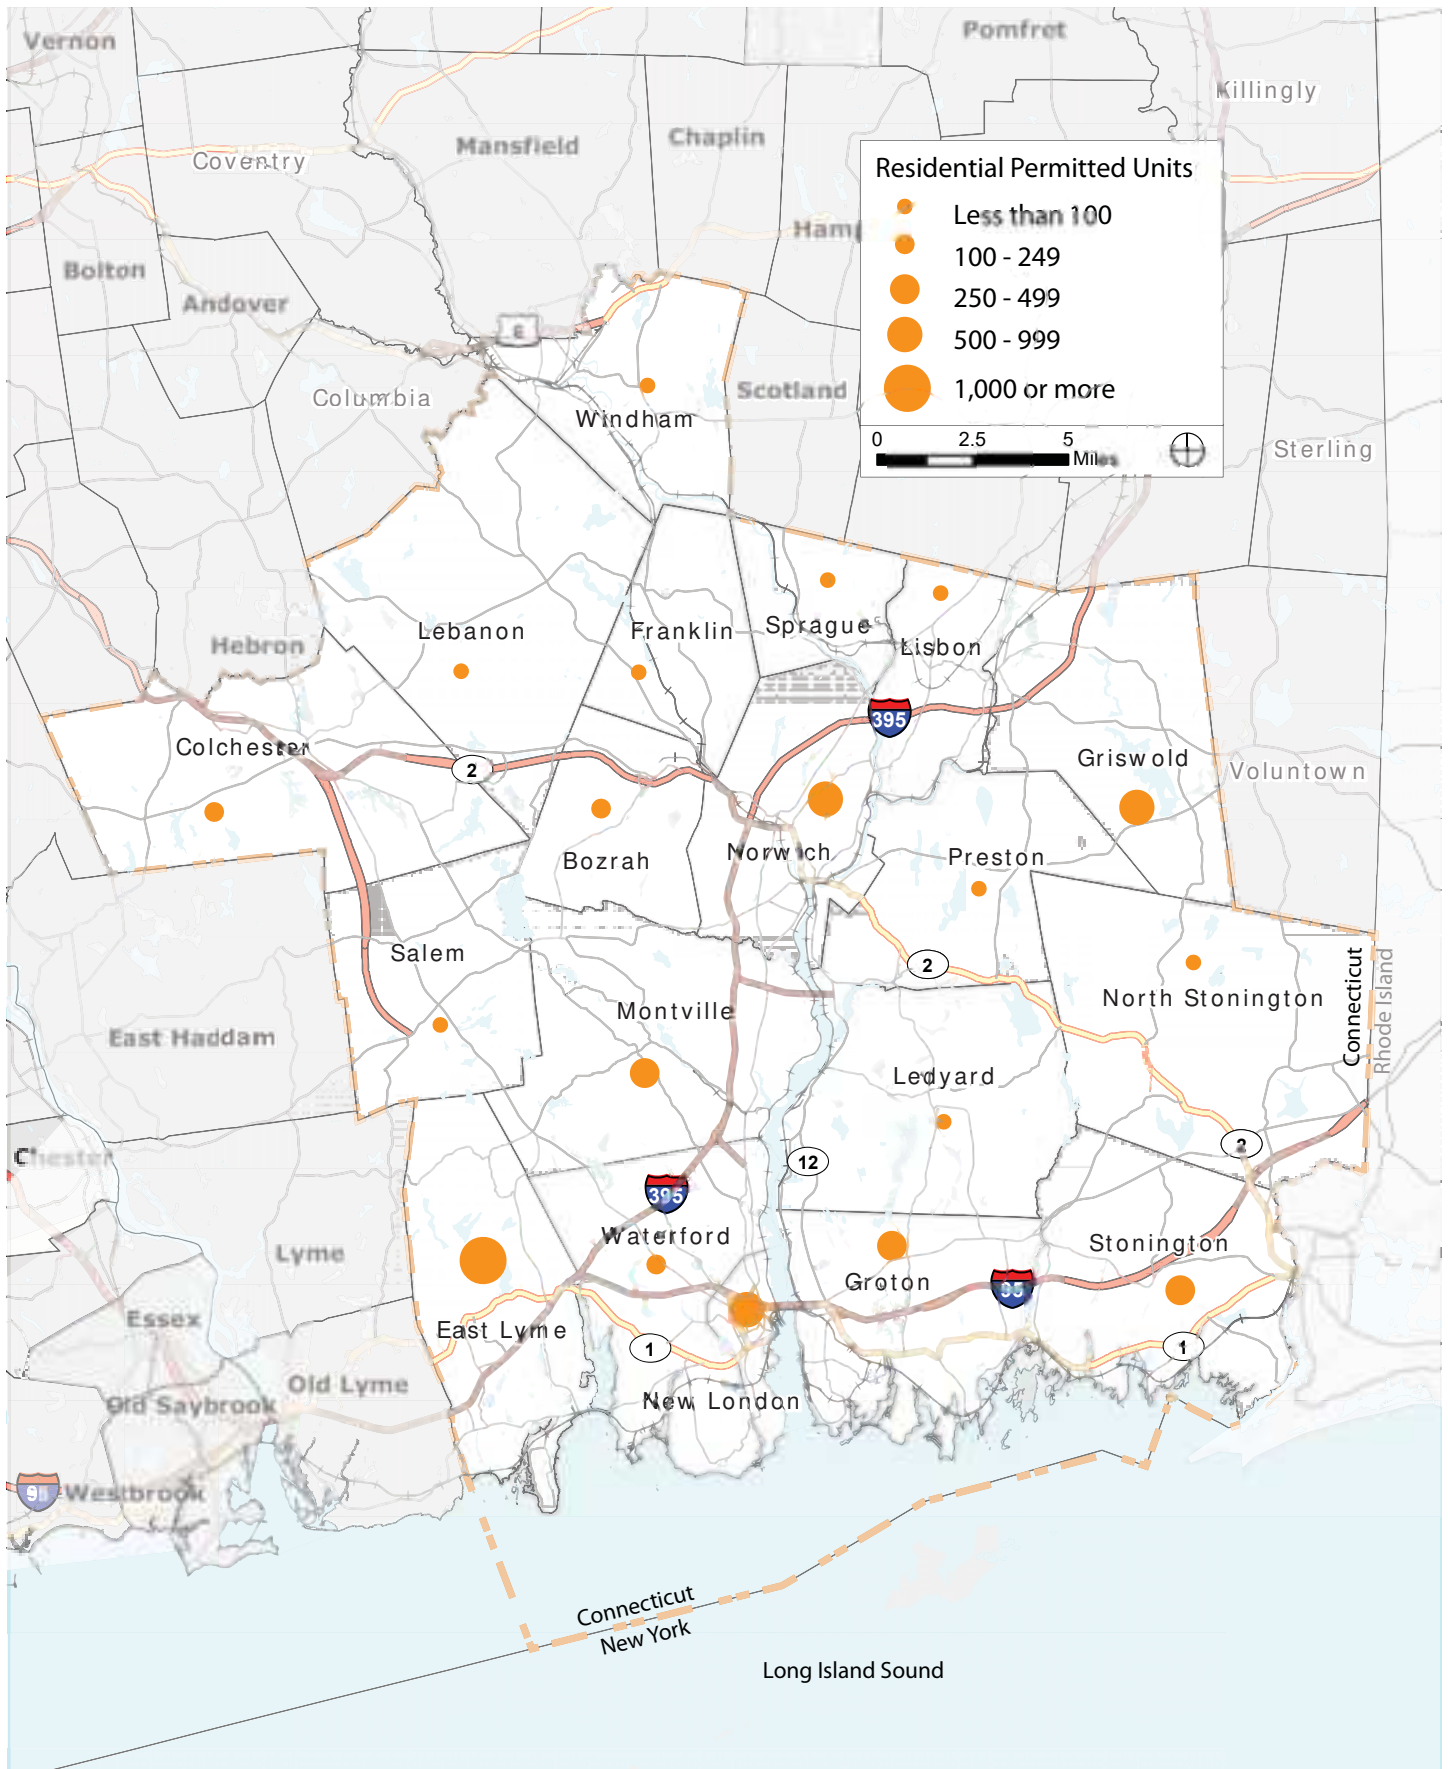 Vernon
Pomfret
Killingly
Mansfield
Chaplin
Coventry
Residential Permitted Units
Less than 100
100 - 249
250 - 499
500 - 999
1,000 or more
0 2.5 5
Miles
Bolton
Andover
6
Columbia
Scotland
Windham
Sterling
Lebanon
Franklin
Sprague
Lisbon
Hebron
395
Colchester
2
Griswold
Voluntown
Bozrah
Norwich
Preston
Salem
2
North Stonington
Connecticut
Rhode Island
Montville
East Haddam
Ledyard
2
Chester
12
395
Waterford
Stonington
Lyme
Groton
95
Essex
East Lyme
1
1
Old Lyme
New London
Old Saybrook
Westbrook
Connecticut
New York
Long Island Sound